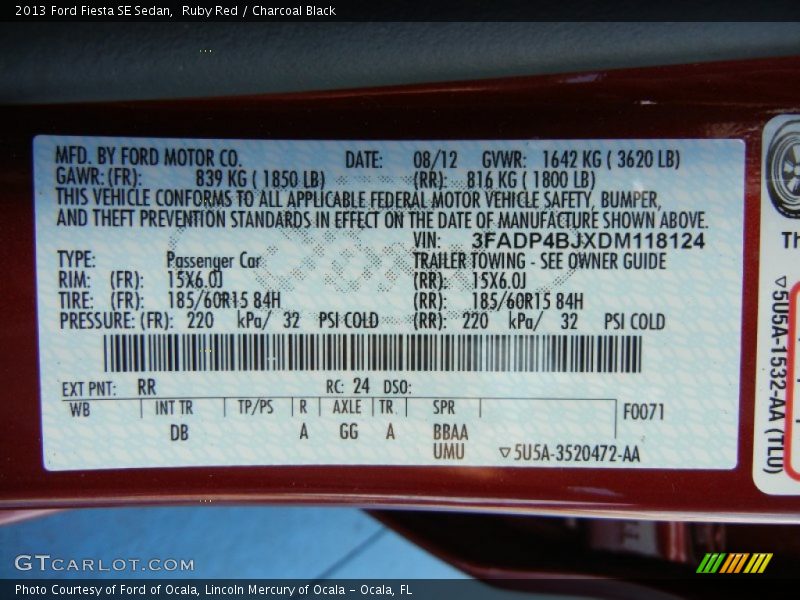 2013 Ford Fiesta SE Sedan,  Ruby Red / Charcoal Black
MFD. BY FORD MOTOR CO. DATE: 08/12 GVWR: 1642 KG ( 3620 LB)
GAWR: (FR): 839 KG ( 1850 LB) (RR): 816 KG ( 1800 LB)
THIS VEHICLE CONFORMS TO ALL APPLICABLE FEDERAL MOTOR VEHICLE SAFETY, BUMPER,
AND THEFT PREVENTION STANDARDS IN EFFECT ON THE DATE OF MANUFACTURE SHOWN ABOVE.
VIN: 3FADP4BJXDM118124
TYPE: Passenger Car TRAILER TOWING - SEE OWNER GUIDE
RIM: (FR): 15X6.0J (RR): 15X6.0J
TIRE: (FR): 185/60R15 84H (RR): 185/60R15 84H
PRESSURE: (FR): 220 kPa/ 32 PSI COLD (RR): 220 kPa/ 32 PSI COLD
EXT PNT: RR RC: 24 DSO:
WB INT TR TP/PS R AXLE TR SPR F0071
DB A GG A BBAA
UMU ▽5U5A-3520472-AA
Th
▽5U5A-1532-AA (TLU)
GTCARLOT.COM
Photo Courtesy of Ford of Ocala, Lincoln Mercury of Ocala – Ocala, FL